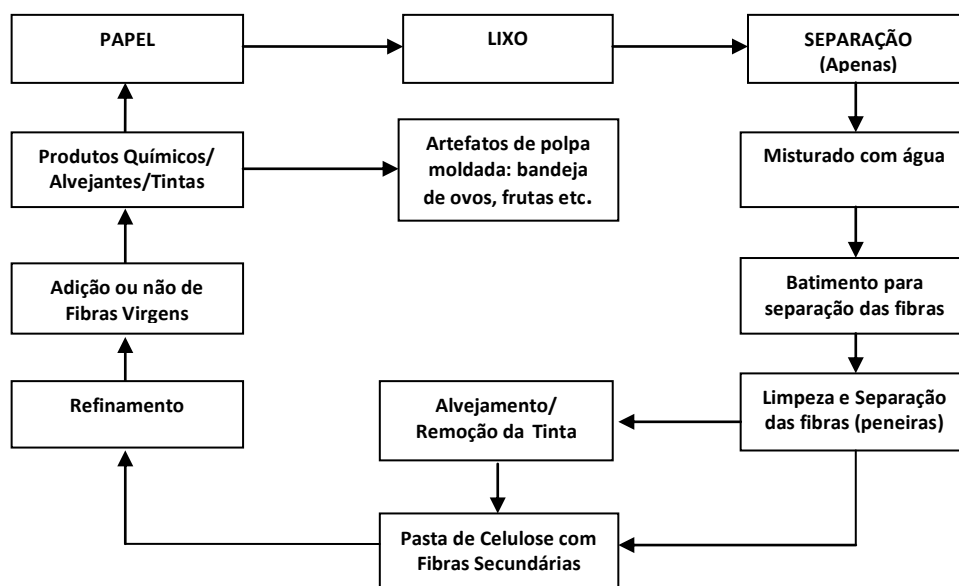 PAPEL
LIXO
SEPARAÇÃO
(Apenas)
Produtos Químicos/
Alvejantes/Tintas
Artefatos de polpa
moldada: bandeja
de ovos, frutas etc.
Misturado com água
Adição ou não de
Fibras Virgens
Batimento para
separação das fibras
Refinamento
Alvejamento/
Remoção da Tinta
Limpeza e Separação
das fibras (peneiras)
Pasta de Celulose com
Fibras Secundárias